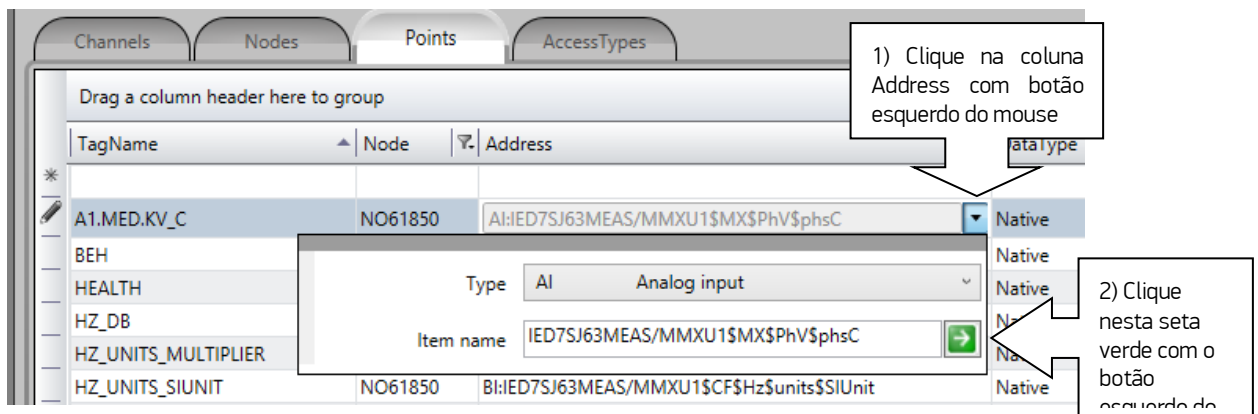 Channels Nodes Points AccessTypes
1) Clique na coluna
Address com botão
esquerdo do mouse
Drag a column header here to group
TagName Node Address DataType
A1.MED.KV_C NO61850 AI:IED7SJ63MEAS/MMXU1$MX$PhV$phsC Native
BEH Native
Type AI Analog input
HEALTH Native
2) Clique
nesta seta
verde com o
botão
esquerdo do
HZ_DB
Item name IED7SJ63MEAS/MMXU1$MX$PhV$phsC
HZ_UNITS_MULTIPLIER
HZ_UNITS_SIUNIT NO61850 BI:IED7SJ63MEAS/MMXU1$CF$Hz$units$SIUnit Native